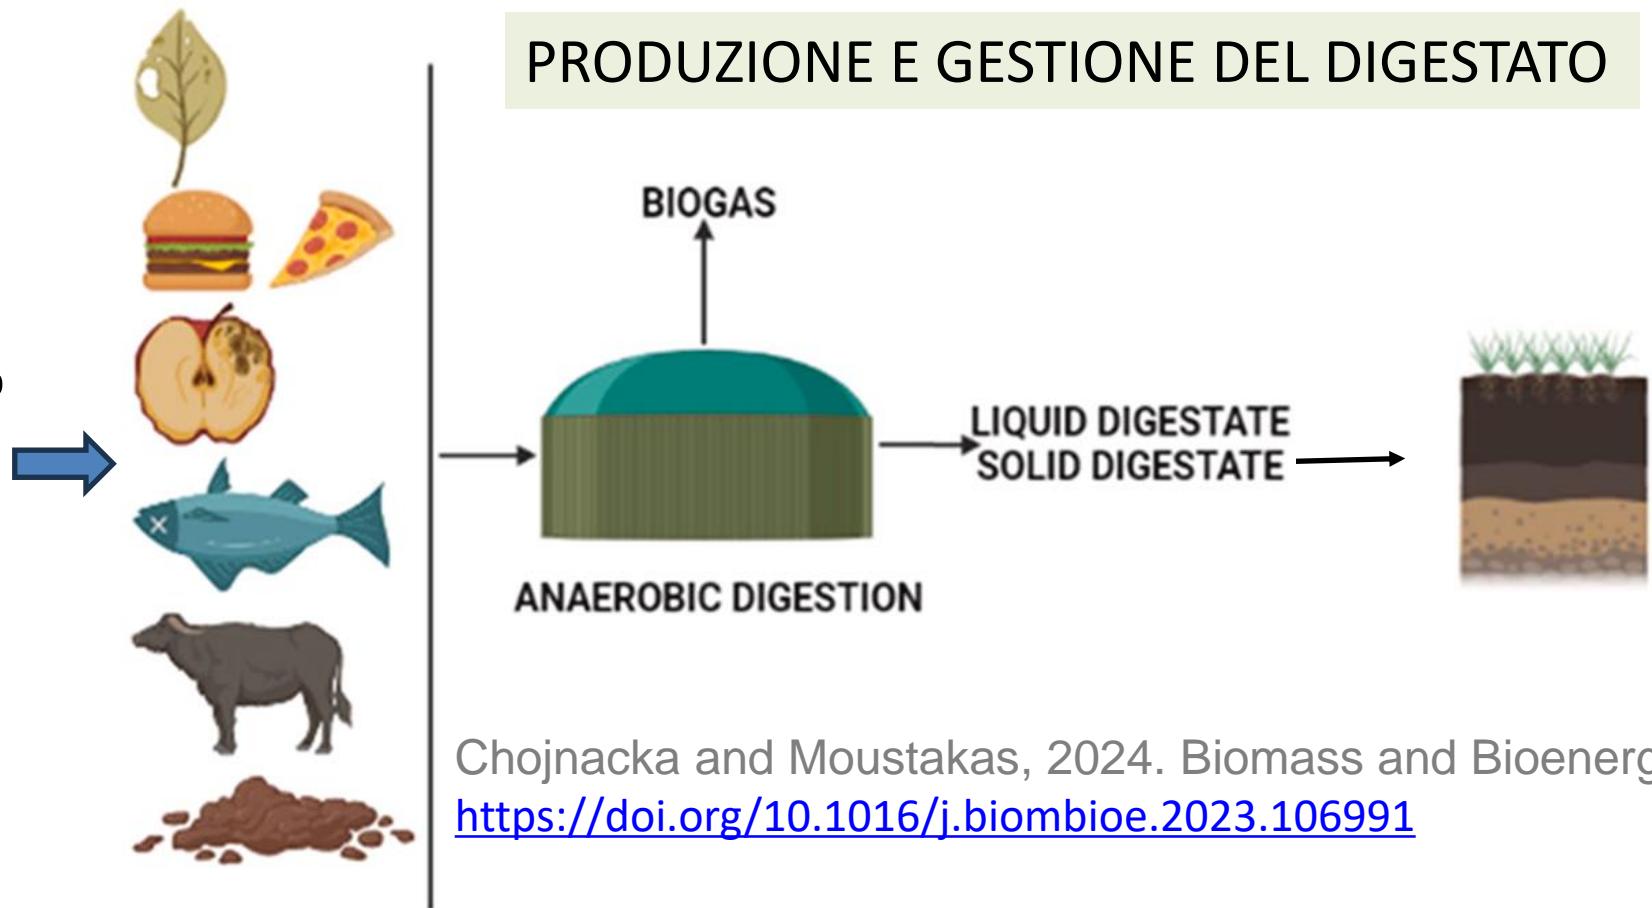 PRODUZIONE E GESTIONE DEL DIGESTATO
BIOGAS
LIQUID DIGESTATE
SOLID DIGESTATE
ANAEROBIC DIGESTION
Chojnacka and Moustakas, 2024. Biomass and Bioenerg
https://doi.org/10.1016/j.biombioe.2023.106991